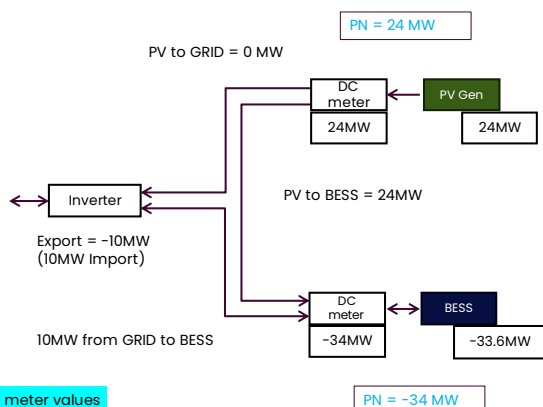 PN = 24 MW
PV to GRID = 0 MW
DC
meter
PV Gen
24MW
24MW
Inverter
PV to BESS = 24MW
Export = -10MW
(10MW Import)
DC
meter
BESS
10MW from GRID to BESS
-34MW
-33.6MW
meter values
PN = -34 MW